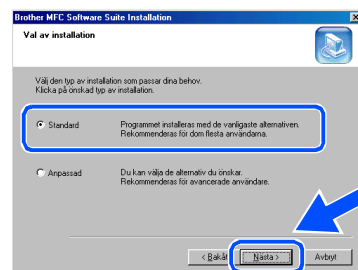 Brother MFC Software Suite Installation
Val av installation
Välj den typ av installation som passar dina behov.
Klicka på önskad typ av installation.
Standard
Programmet installeras med de vanligaste alternativen.
Rekommenderas för dom flesta användarna.
Anpassad
Du kan välja de alternativ du önskar.
Rekommenderas för avancerade användare.
< Bakåt Nästa > Avbryt